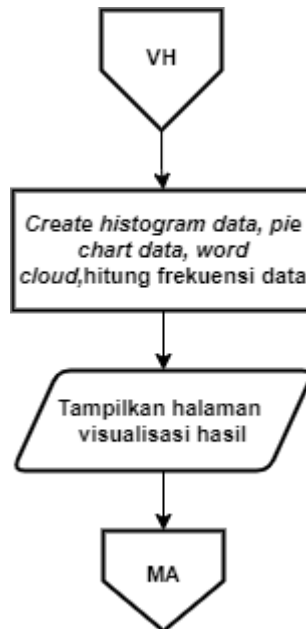 VH
Create histogram data, pie
chart data, word
cloud,hitung frekuensi data
Tampilkan halaman
visualisasi hasil
MA